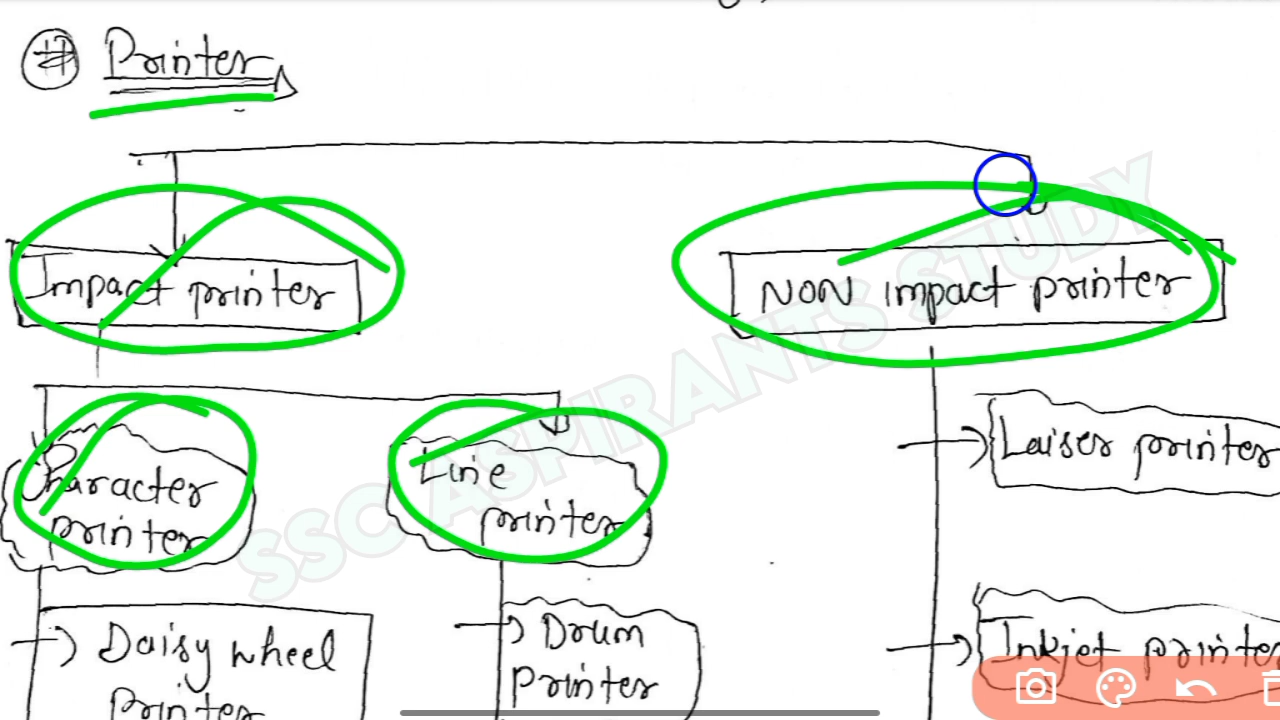 # Printer
Impact printer
NON impact printer
Character
printer
Line
printer
Laiser printer
Daisy wheel
printer
Drum
Printer
Inkjet printer
SSC ASPIRANTS STUDY